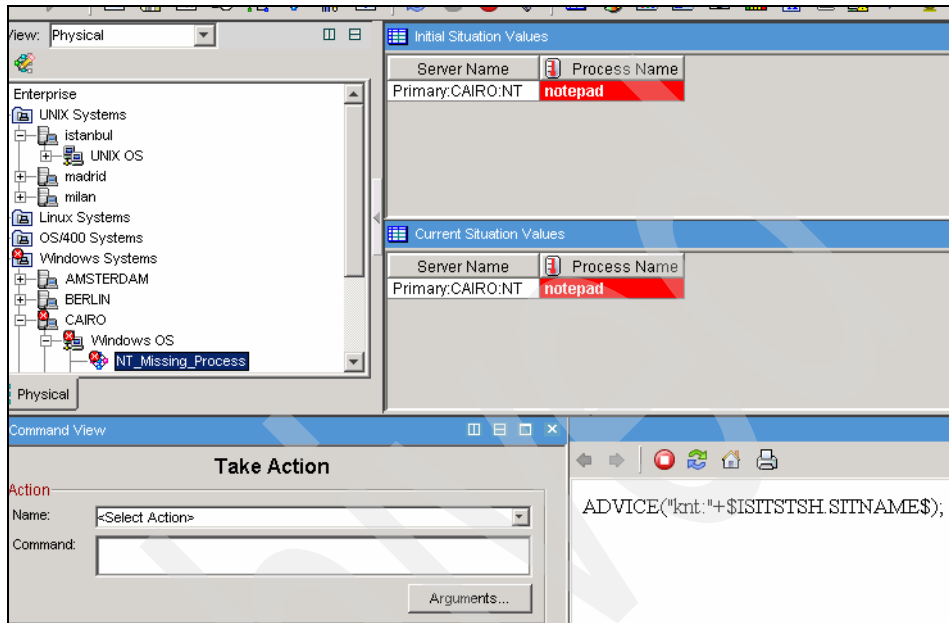 View: Physical
Enterprise
UNIX Systems
istanbul
UNIX OS
madrid
milan
Linux Systems
OS/400 Systems
Windows Systems
AMSTERDAM
BERLIN
CAIRO
Windows OS
NT_Missing_Process
Physical
Initial Situation Values
Server Name Process Name
Primary:CAIRO:NT notepad
Current Situation Values
Server Name Process Name
Primary:CAIRO:NT notepad
Command View
Take Action
Action
Name: <Select Action>
Command:
Arguments...
ADVICE("knt:"+$ISITSTSH.SITNAME$);